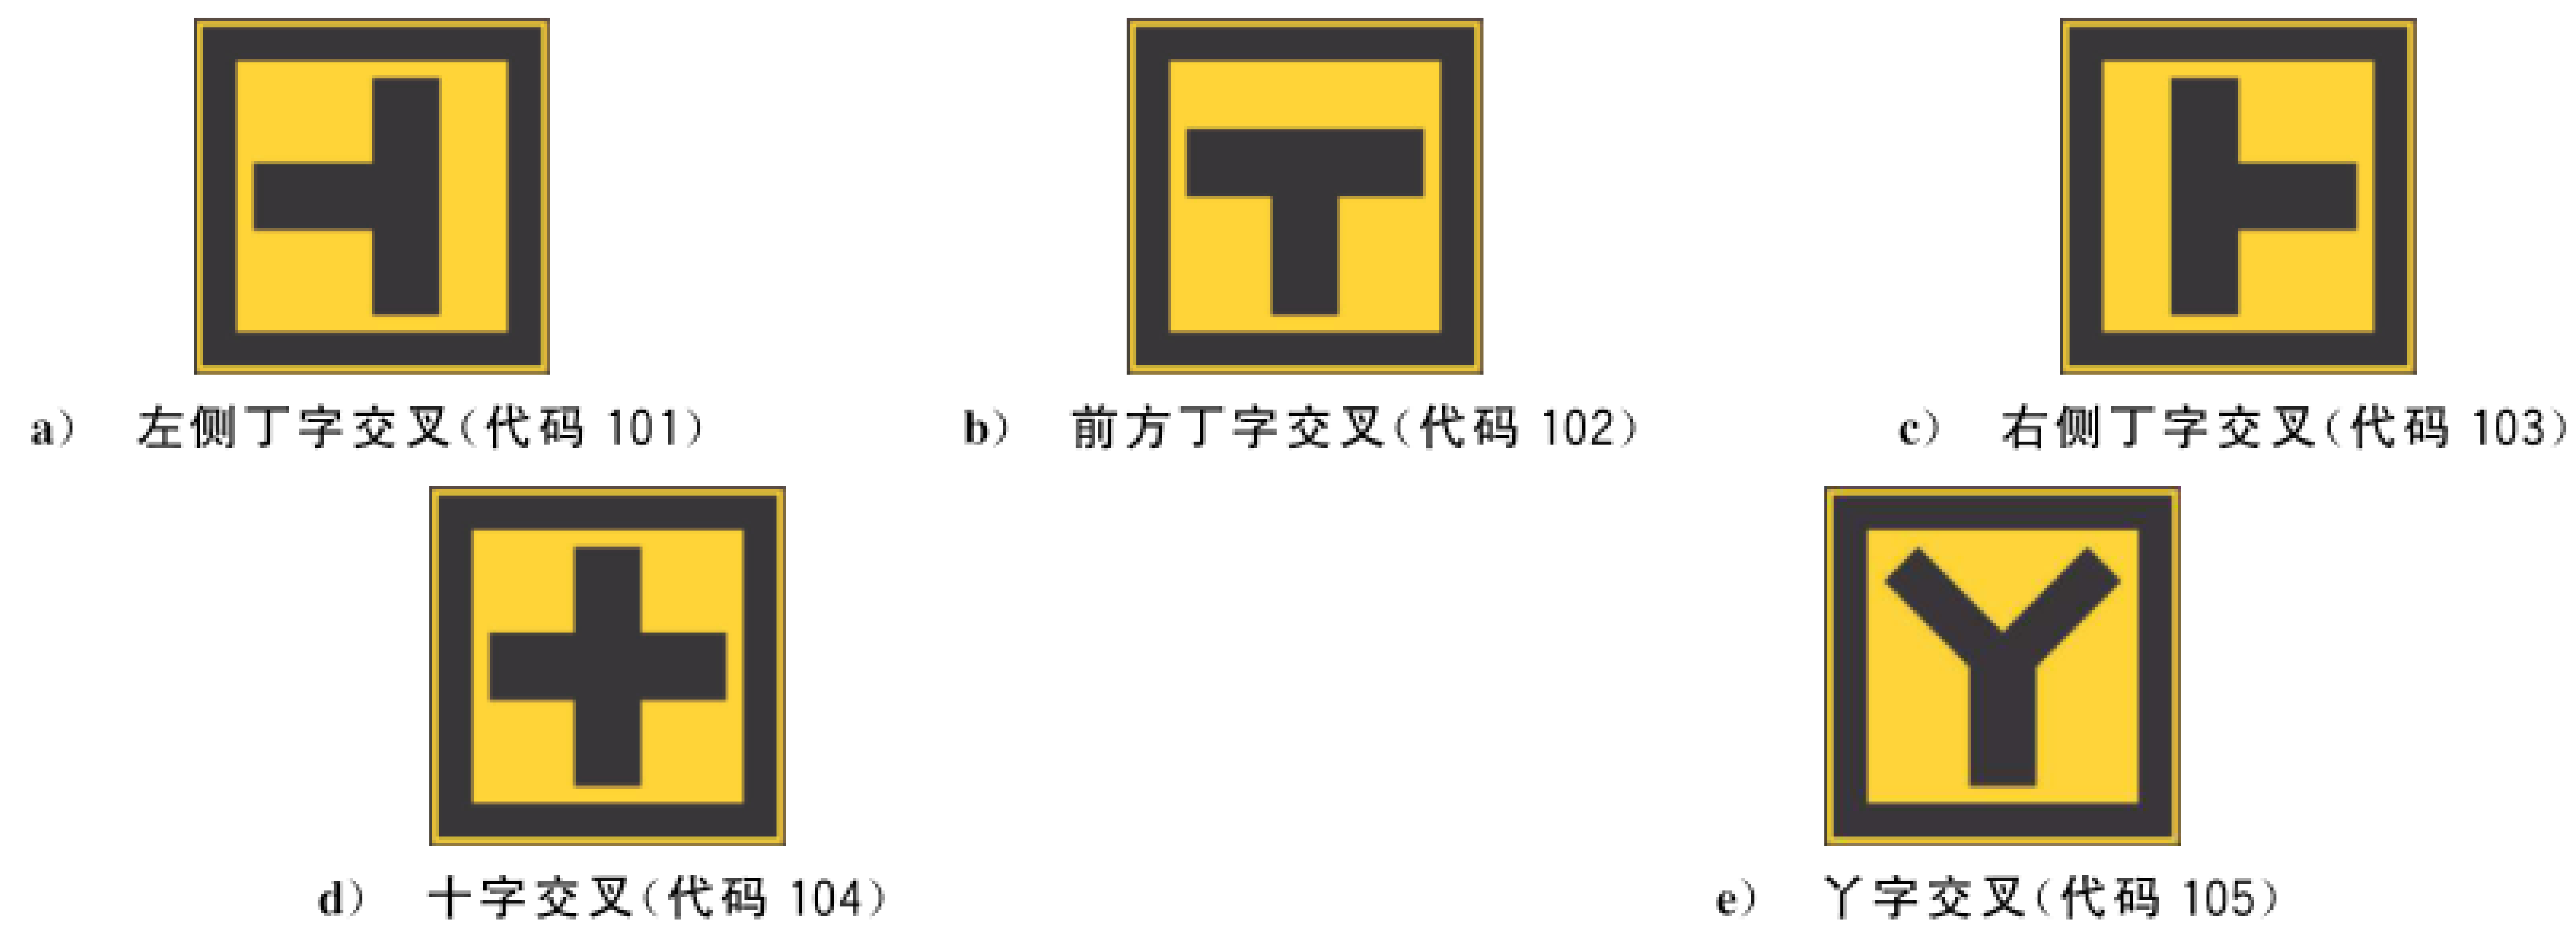 a) 左侧丁字交叉(代码 101)
b) 前方丁字交叉(代码 102)
c) 右侧丁字交叉(代码 103)
d) 十字交叉(代码 104)
e) 丫字交叉(代码 105)